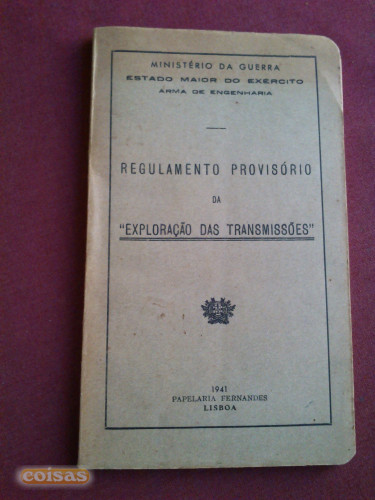 MINISTÉRIO DA GUERRA
ESTADO MAIOR DO EXÉRCITO
ARMA DE ENGENHARIA
REGULAMENTO PROVISÓRIO
DA
"EXPLORAÇÃO DAS TRANSMISSÕES"
1941
PAPELARIA FERNANDES
LISBOA
coisas